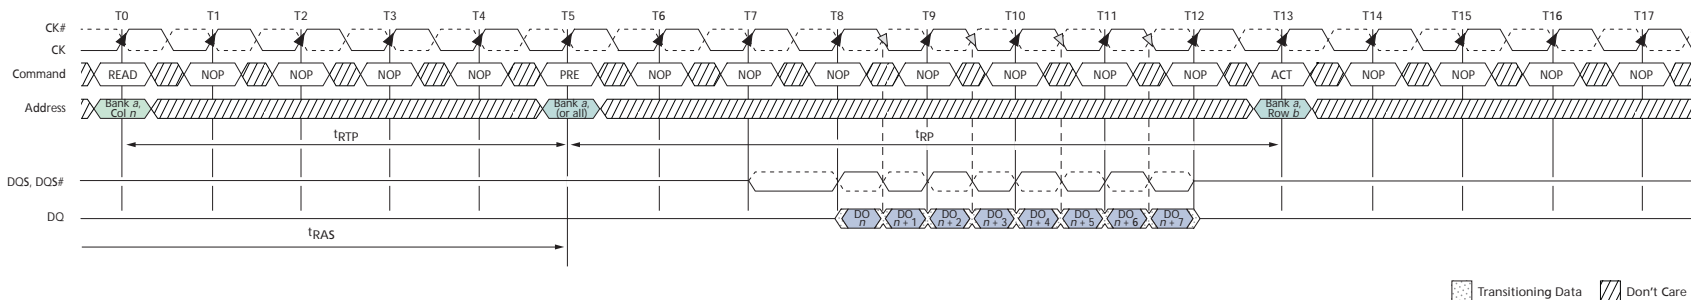 T0 T1 T2 T3 T4 T5 T6 T7 T8 T9 T10 T11 T12 T13 T14 T15 T16 T17
CK#
CK
Command READ NOP NOP NOP NOP PRE NOP NOP NOP NOP NOP NOP NOP ACT NOP NOP NOP NOP
Address Bank a, Col n Bank a, (or all) Bank a, Row b
tRTP tRP
DQS, DQS#
DQ DO n DO n + 1 DO n + 2 DO n + 3 DO n + 4 DO n + 5 DO n + 6 DO n + 7
tRAS
Transitioning Data Don't Care